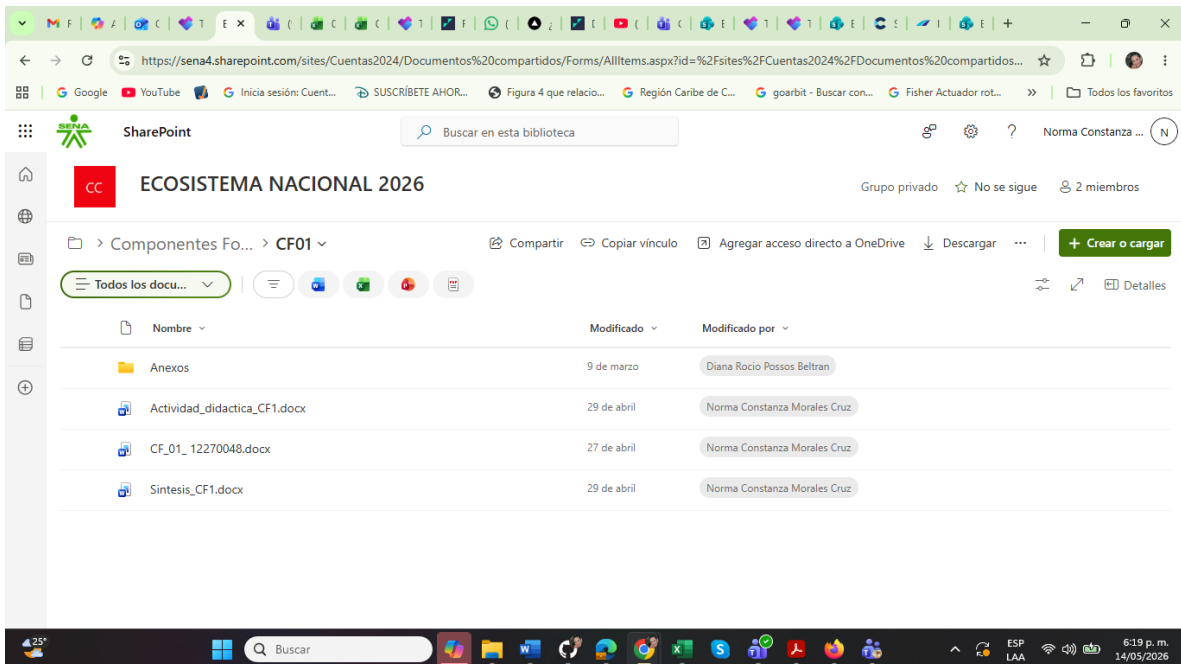 M F
A
C
T
E
(
C
(
T
F
(
¿
[
(
(
E
1
1
E
S
I
E
https://sena4.sharepoint.com/sites/Cuentas2024/Documentos%20compartidos/Forms/AllItems.aspx?id=%2Fsites%2FCuentas2024%2FDocumentos%20compartidos...
Google YouTube Inicia sesión: Cuent... SUSCRÍBETE AHOR... Figura 4 que relacio... Región Caribe de C... goarbit - Buscar con... Fisher Actuador rot... » Todos los favoritos
SENA SharePoint Buscar en esta biblioteca ? Norma Constanza ... N
CC ECOSISTEMA NACIONAL 2026 Grupo privado No se sigue 2 miembros
> Componentes Fo... > CF01 Compartir Copiar vínculo Agregar acceso directo a OneDrive Descargar ... + Crear o cargar
Todos los docu... Detalles
Nombre Modificado Modificado por
Anexos 9 de marzo Diana Rocio Possos Beltran
Actividad_didactica_CF1.docx 29 de abril Norma Constanza Morales Cruz
CF_01_ 12270048.docx 27 de abril Norma Constanza Morales Cruz
Sintesis_CF1.docx 29 de abril Norma Constanza Morales Cruz
25° Buscar ESP 6:19 p. m.
LAA 14/05/2026